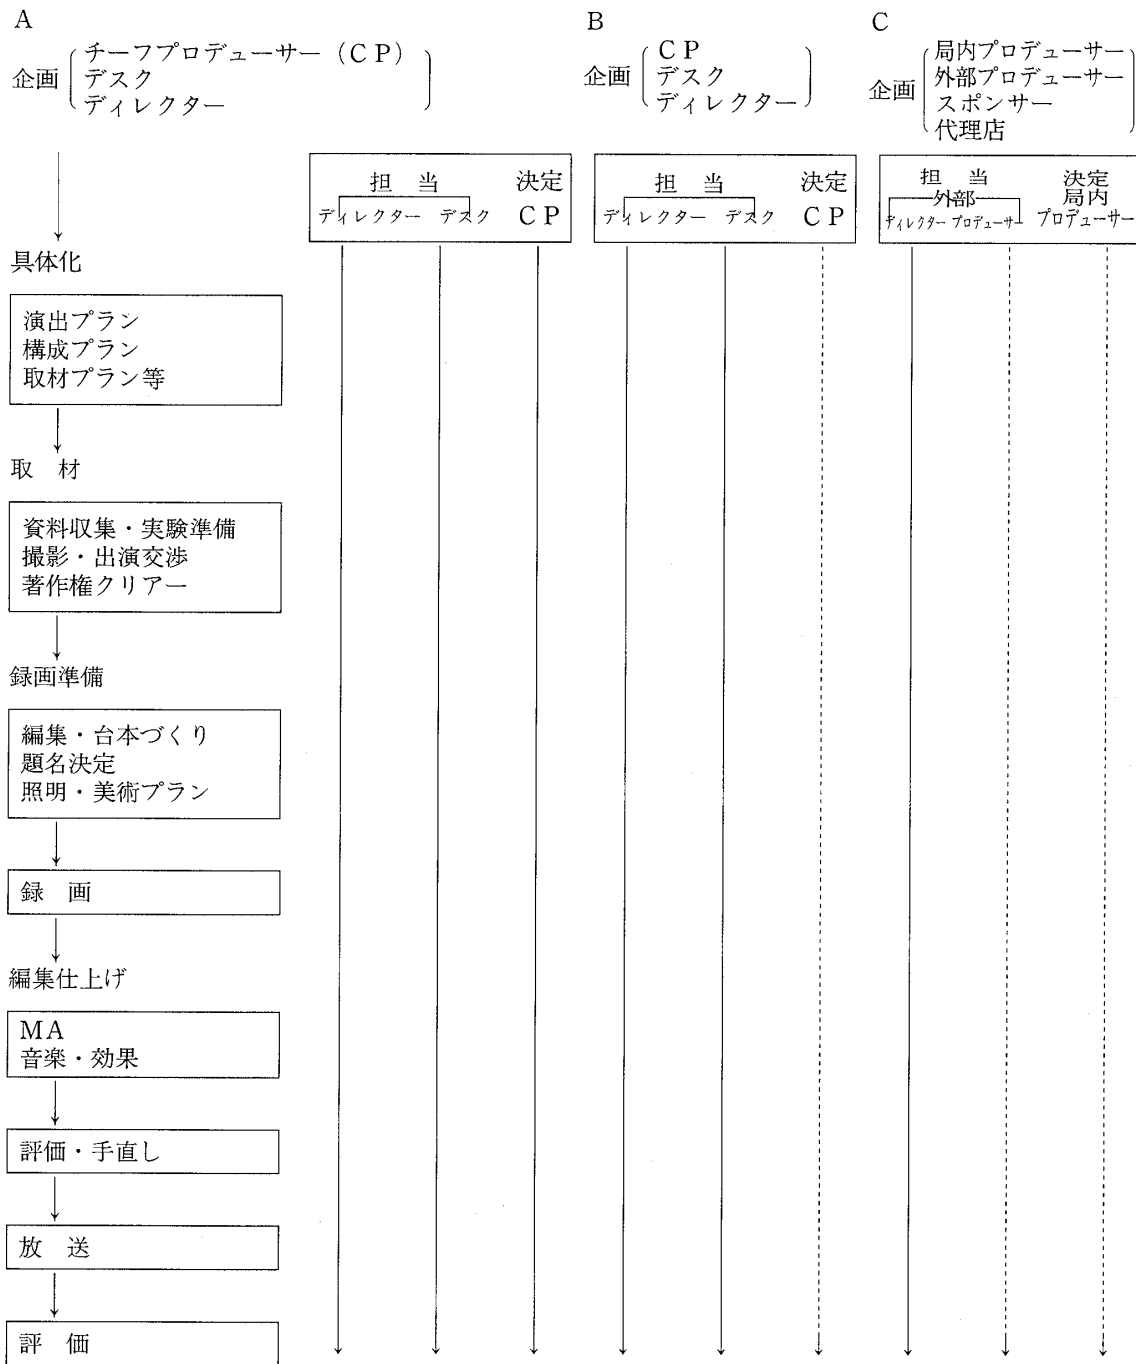 A
企画
チーフプロデューサー（CP）
デスク
ディレクター
B
企画
CP
デスク
ディレクター
C
企画
局内プロデューサー
外部プロデューサー
スポンサー
代理店
担 当 決定
ディレクター デスク CP
担 当 決定
ディレクター デスク CP
担 当 決定
外部 局内
ディレクター プロデューサー プロデューサー
具体化
演出プラン
構成プラン
取材プラン等
取 材
資料収集・実験準備
撮影・出演交渉
著作権クリアー
録画準備
編集・台本づくり
題名決定
照明・美術プラン
録 画
編集仕上げ
MA
音楽・効果
評価・手直し
放 送
評 価